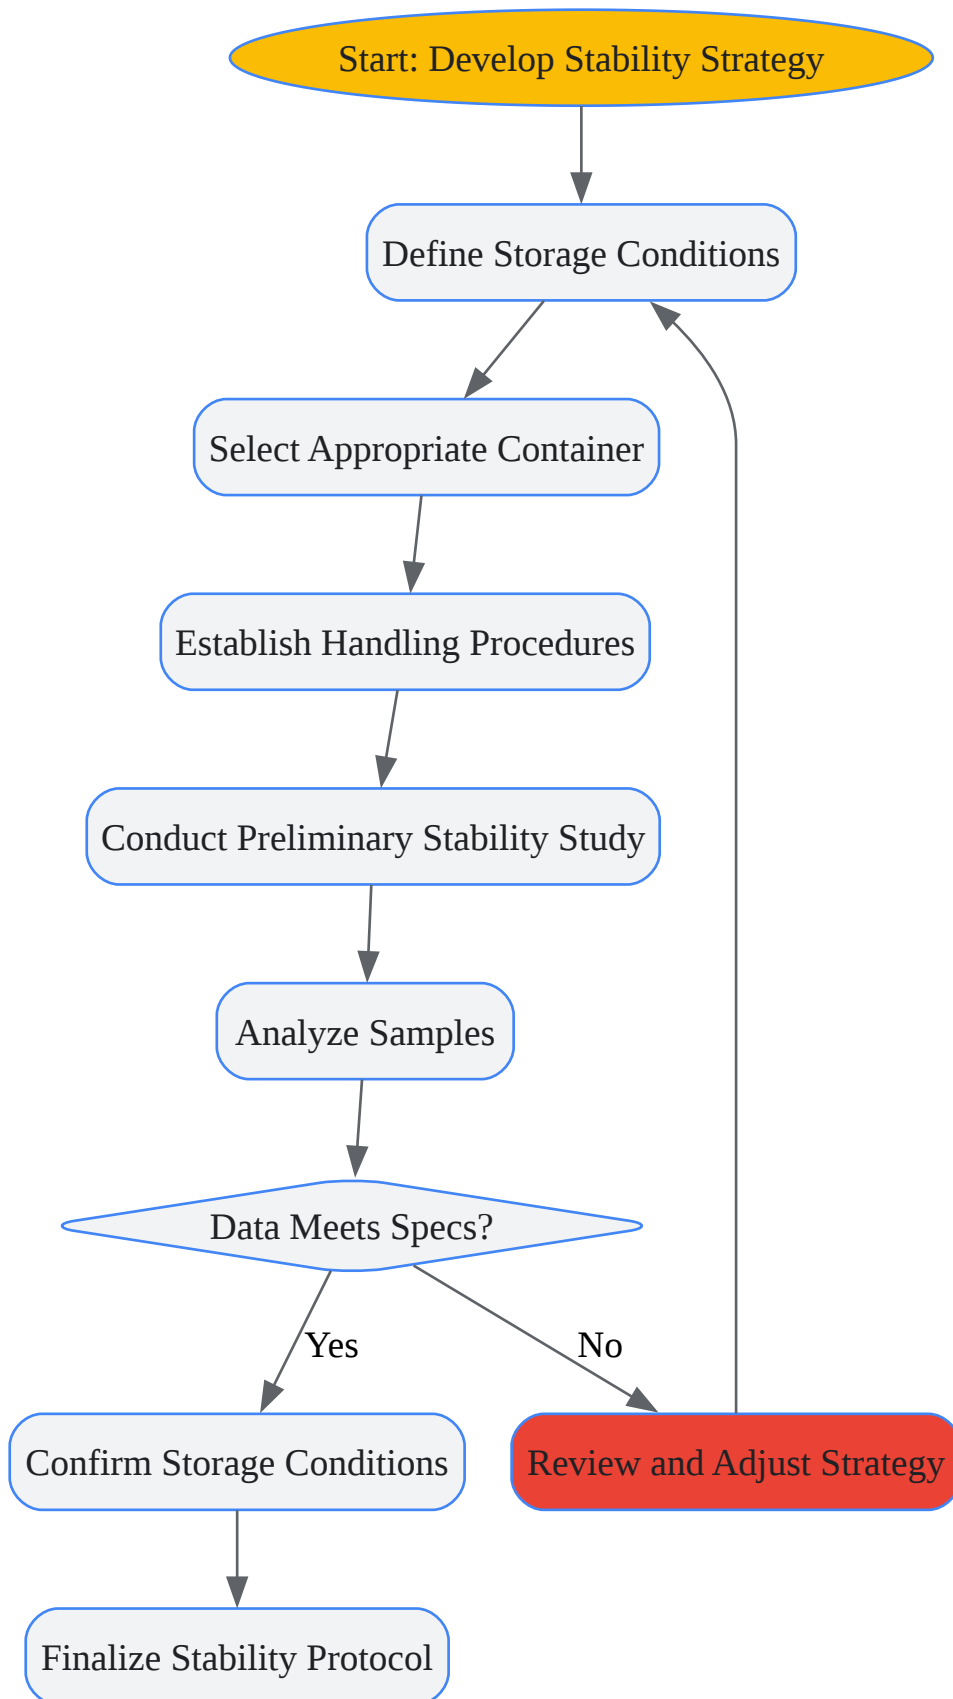 Start: Develop Stability Strategy
Define Storage Conditions
Select Appropriate Container
Establish Handling Procedures
Conduct Preliminary Stability Study
Analyze Samples
Data Meets Specs?
Yes
No
Confirm Storage Conditions
Review and Adjust Strategy
Finalize Stability Protocol